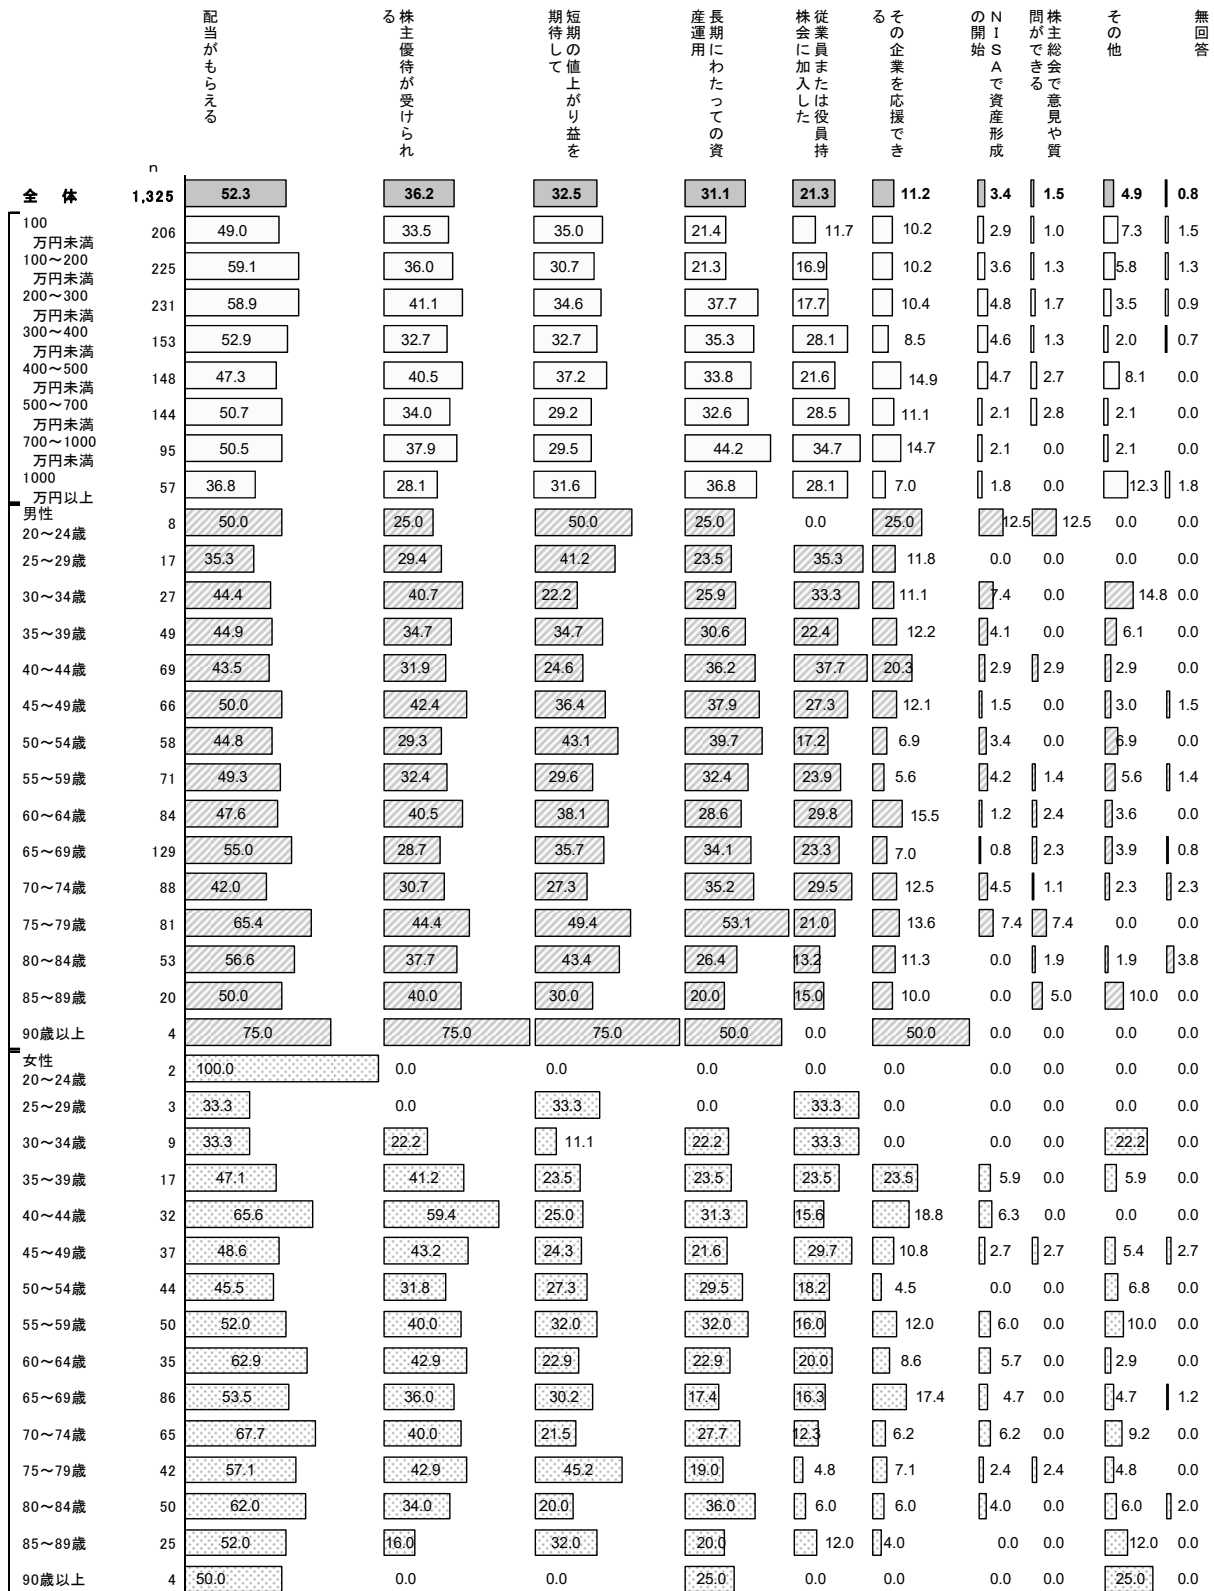 配当がもらえる
株主優待が受けられ
る
短期の値上がり益を
期待して
長期にわたっての資
産運用
従業員または役員持
株会に加入した
その企業を応援でき
る
NISAで資産形成
の開始
株主総会で意見や質
問ができる
その他
無回答
n
全 体 1,325 52.3 36.2 32.5 31.1 21.3 11.2 3.4 1.5 4.9 0.8
100
万円未満 206 49.0 33.5 35.0 21.4 11.7 10.2 2.9 1.0 7.3 1.5
100～200
万円未満 225 59.1 36.0 30.7 21.3 16.9 10.2 3.6 1.3 5.8 1.3
200～300
万円未満 231 58.9 41.1 34.6 37.7 17.7 10.4 4.8 1.7 3.5 0.9
300～400
万円未満 153 52.9 32.7 32.7 35.3 28.1 8.5 4.6 1.3 2.0 0.7
400～500
万円未満 148 47.3 40.5 37.2 33.8 21.6 14.9 4.7 2.7 8.1 0.0
500～700
万円未満 144 50.7 34.0 29.2 32.6 28.5 11.1 2.1 2.8 2.1 0.0
700～1000
万円未満 95 50.5 37.9 29.5 44.2 34.7 14.7 2.1 0.0 2.1 0.0
1000
万円以上 57 36.8 28.1 31.6 36.8 28.1 7.0 1.8 0.0 12.3 1.8
男性
20～24歳 8 50.0 25.0 50.0 25.0 0.0 25.0 12.5 12.5 0.0 0.0
25～29歳 17 35.3 29.4 41.2 23.5 35.3 11.8 0.0 0.0 0.0 0.0
30～34歳 27 44.4 40.7 22.2 25.9 33.3 11.1 7.4 0.0 14.8 0.0
35～39歳 49 44.9 34.7 34.7 30.6 22.4 12.2 4.1 0.0 6.1 0.0
40～44歳 69 43.5 31.9 24.6 36.2 37.7 20.3 2.9 2.9 2.9 0.0
45～49歳 66 50.0 42.4 36.4 37.9 27.3 12.1 1.5 0.0 3.0 1.5
50～54歳 58 44.8 29.3 43.1 39.7 17.2 6.9 3.4 0.0 6.9 0.0
55～59歳 71 49.3 32.4 29.6 32.4 23.9 5.6 4.2 1.4 5.6 1.4
60～64歳 84 47.6 40.5 38.1 28.6 29.8 15.5 1.2 2.4 3.6 0.0
65～69歳 129 55.0 28.7 35.7 34.1 23.3 7.0 0.8 2.3 3.9 0.8
70～74歳 88 42.0 30.7 27.3 35.2 29.5 12.5 4.5 1.1 2.3 2.3
75～79歳 81 65.4 44.4 49.4 53.1 21.0 13.6 7.4 7.4 0.0 0.0
80～84歳 53 56.6 37.7 43.4 26.4 13.2 11.3 0.0 1.9 1.9 3.8
85～89歳 20 50.0 40.0 30.0 20.0 15.0 10.0 0.0 5.0 10.0 0.0
90歳以上 4 75.0 75.0 75.0 50.0 0.0 50.0 0.0 0.0 0.0 0.0
女性
20～24歳 2 100.0 0.0 0.0 0.0 0.0 0.0 0.0 0.0 0.0 0.0
25～29歳 3 33.3 0.0 33.3 0.0 33.3 0.0 0.0 0.0 0.0 0.0
30～34歳 9 33.3 22.2 11.1 22.2 33.3 0.0 0.0 0.0 22.2 0.0
35～39歳 17 47.1 41.2 23.5 23.5 23.5 23.5 5.9 0.0 5.9 0.0
40～44歳 32 65.6 59.4 25.0 31.3 15.6 18.8 6.3 0.0 0.0 0.0
45～49歳 37 48.6 43.2 24.3 21.6 29.7 10.8 2.7 2.7 5.4 2.7
50～54歳 44 45.5 31.8 27.3 29.5 18.2 4.5 0.0 0.0 6.8 0.0
55～59歳 50 52.0 40.0 32.0 32.0 16.0 12.0 6.0 0.0 10.0 0.0
60～64歳 35 62.9 42.9 22.9 22.9 20.0 8.6 5.7 0.0 2.9 0.0
65～69歳 86 53.5 36.0 30.2 17.4 16.3 17.4 4.7 0.0 4.7 1.2
70～74歳 65 67.7 40.0 21.5 27.7 12.3 6.2 6.2 0.0 9.2 0.0
75～79歳 42 57.1 42.9 45.2 19.0 4.8 7.1 2.4 2.4 4.8 0.0
80～84歳 50 62.0 34.0 20.0 36.0 6.0 6.0 4.0 0.0 6.0 2.0
85～89歳 25 52.0 16.0 32.0 20.0 12.0 4.0 0.0 0.0 12.0 0.0
90歳以上 4 50.0 0.0 0.0 25.0 0.0 0.0 0.0 0.0 25.0 0.0